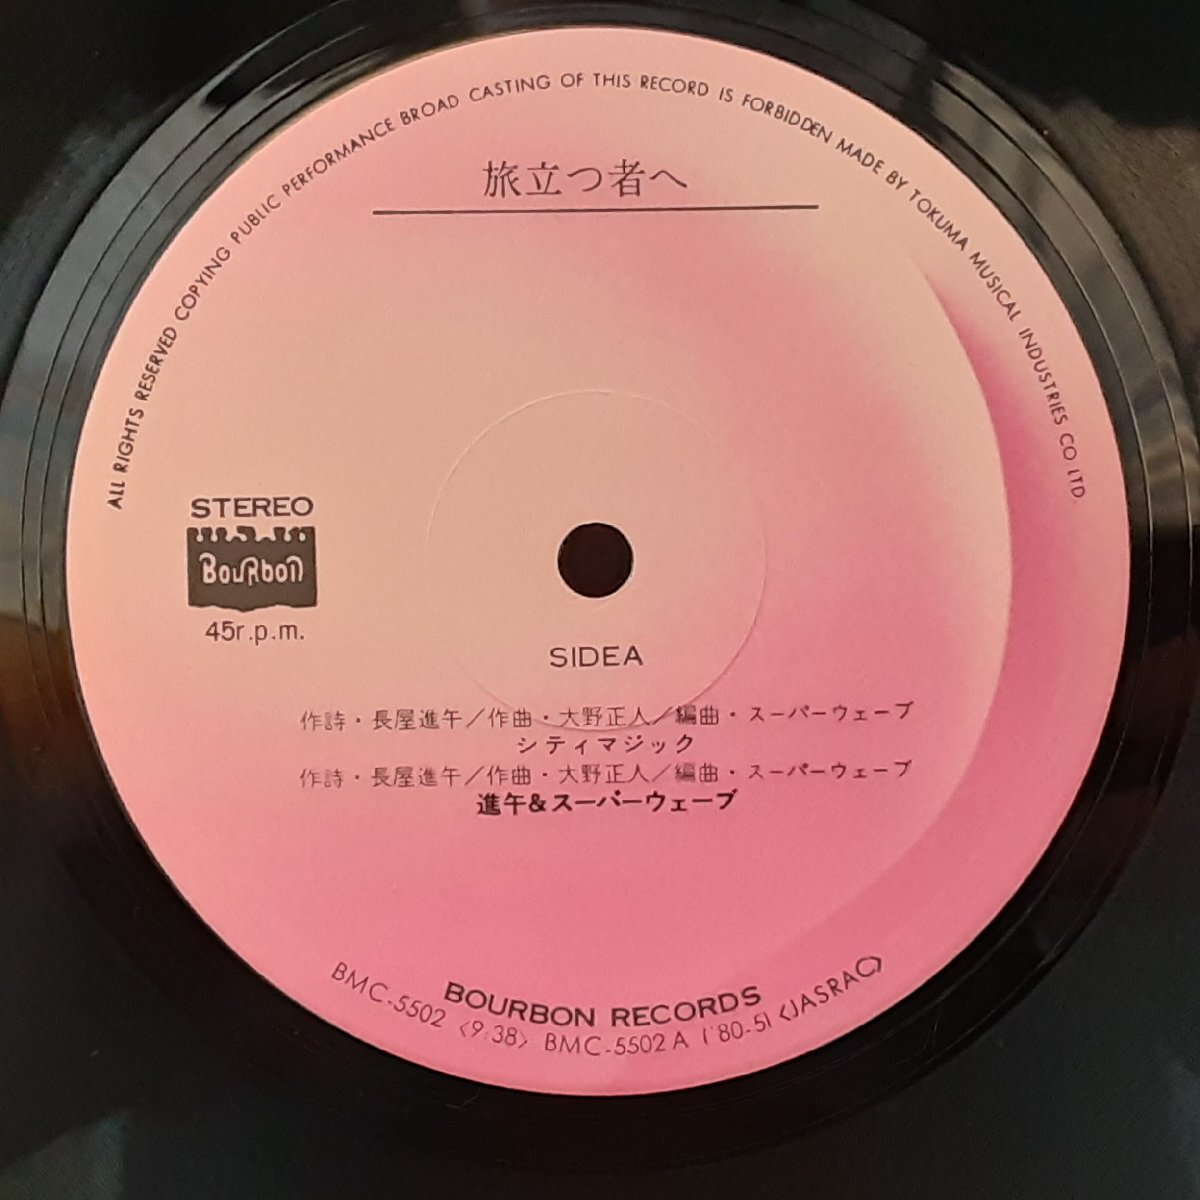 ALL RIGHTS RESERVED COPYING PUBLIC PERFORMANCE BROAD CASTING OF THIS RECORD IS FORBIDDEN MADE BY TOKUMA MUSICAL INDUSTRIES CO LTD.
旅立つ者へ
STEREO
BOURBON
45r.p.m.
SIDEA
作詩・長屋進午／作曲・大野正人／編曲・スーパーウェーブ
シティマジック
作詩・長屋進午／作曲・大野正人／編曲・スーパーウェーブ
進午&スーパーウェーブ
BOURBON RECORDS
BMC-5502 〈9:38〉 BMC-5502 A ('80-5) 〈JASRAC〉